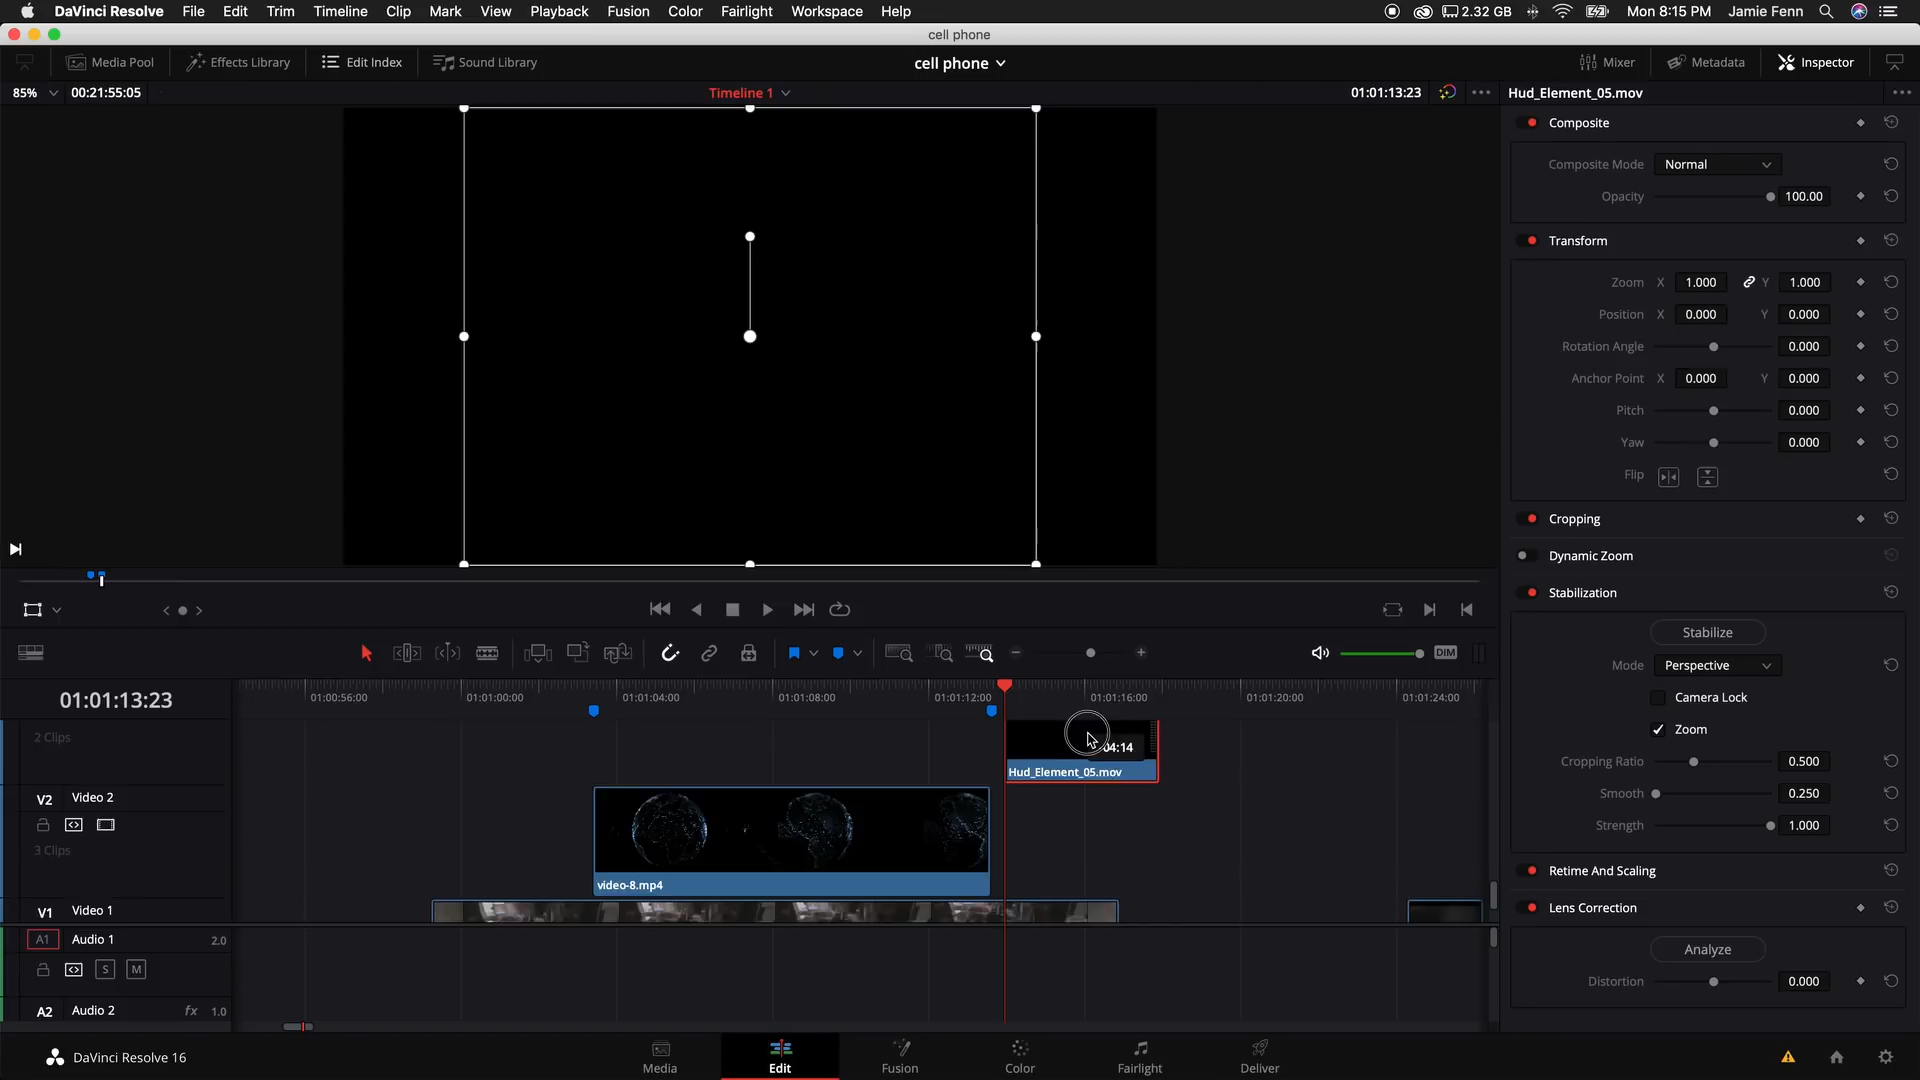 DaVinci Resolve File Edit Trim Timeline Clip Mark View Playback Fusion Color Fairlight Workspace Help 2.32 GB Mon 8:15 PM Jamie Fenn
cell phone
Media Pool Effects Library Edit Index Sound Library cell phone Mixer Metadata Inspector
85% 00:21:55:05 Timeline 1 01:01:13:23 Hud_Element_05.mov
Composite
Composite Mode Normal
Opacity 100.00
Transform
Zoom X 1.000 Y 1.000
Position X 0.000 Y 0.000
Rotation Angle 0.000
Anchor Point X 0.000 Y 0.000
Pitch 0.000
Yaw 0.000
Flip
Cropping
Dynamic Zoom
Stabilization
Stabilize
Mode Perspective
Camera Lock
Zoom
Cropping Ratio 0.500
Smooth 0.250
Strength 1.000
Retime And Scaling
Lens Correction
Analyze
Distortion 0.000
DIM
01:01:13:23
01:00:56:00 01:01:00:00 01:01:04:00 01:01:08:00 01:01:12:00 01:01:16:00 01:01:20:00 01:01:24:00
2 Clips
04:14
Hud_Element_05.mov
V2 Video 2
3 Clips
video-8.mp4
V1 Video 1
A1 Audio 1 2.0
S M
A2 Audio 2 fx 1.0
DaVinci Resolve 16
Media Edit Fusion Color Fairlight Deliver